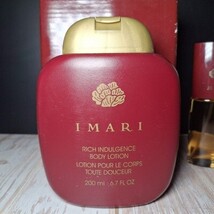 IMARI
RICH INDULGENCE
BODY LOTION
LOTION POUR LE CORPS
TOUTE DOUCEUR
200 ml℮ 6.7 FL OZ